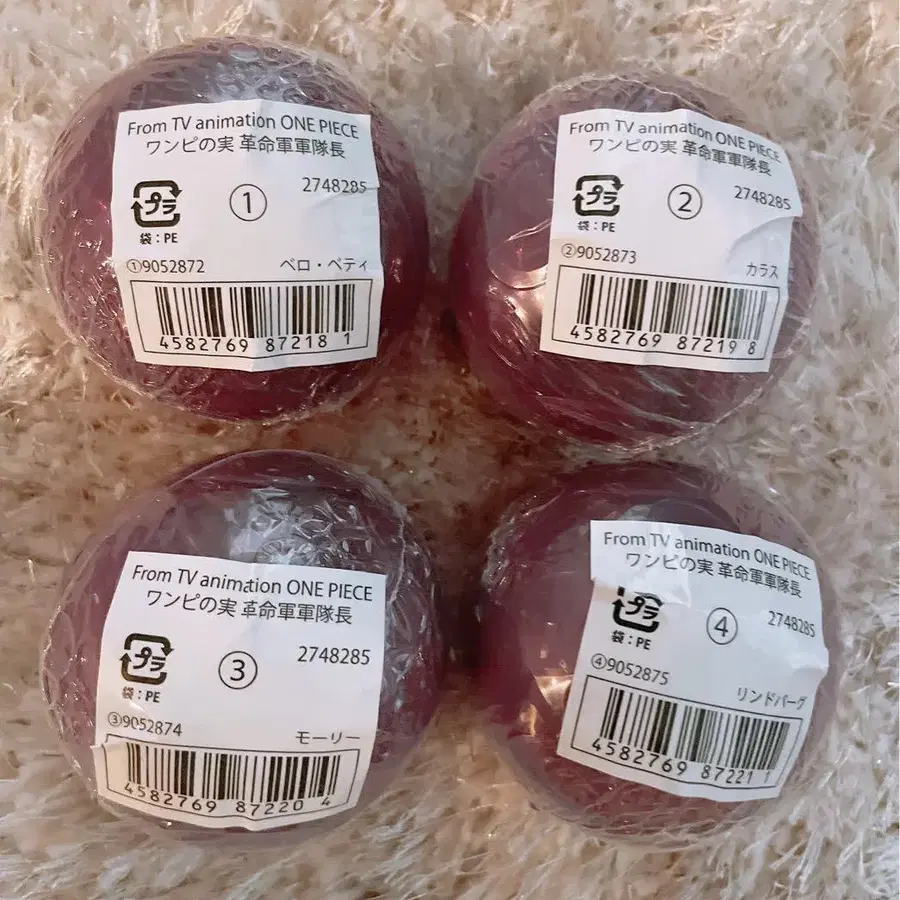 From TV animation ONE PIECE
ワンピの実 革命軍軍隊長
プラ ① 2748285
袋：PE
①9052872 ベロ・ベティ
4582769 87218 1
From TV animation ONE PIECE
ワンピの実 革命軍軍隊長
プラ ② 2748285
袋：PE
②9052873 カラス
4582769 87219 8
From TV animation ONE PIECE
ワンピの実 革命軍軍隊長
プラ ③ 2748285
袋：PE
③9052874 モーリー
4582769 87220 4
From TV animation ONE PIECE
ワンピの実 革命軍軍隊長
プラ ④ 2748285
袋：PE
④9052875 リンドバーグ
4582769 87221 1